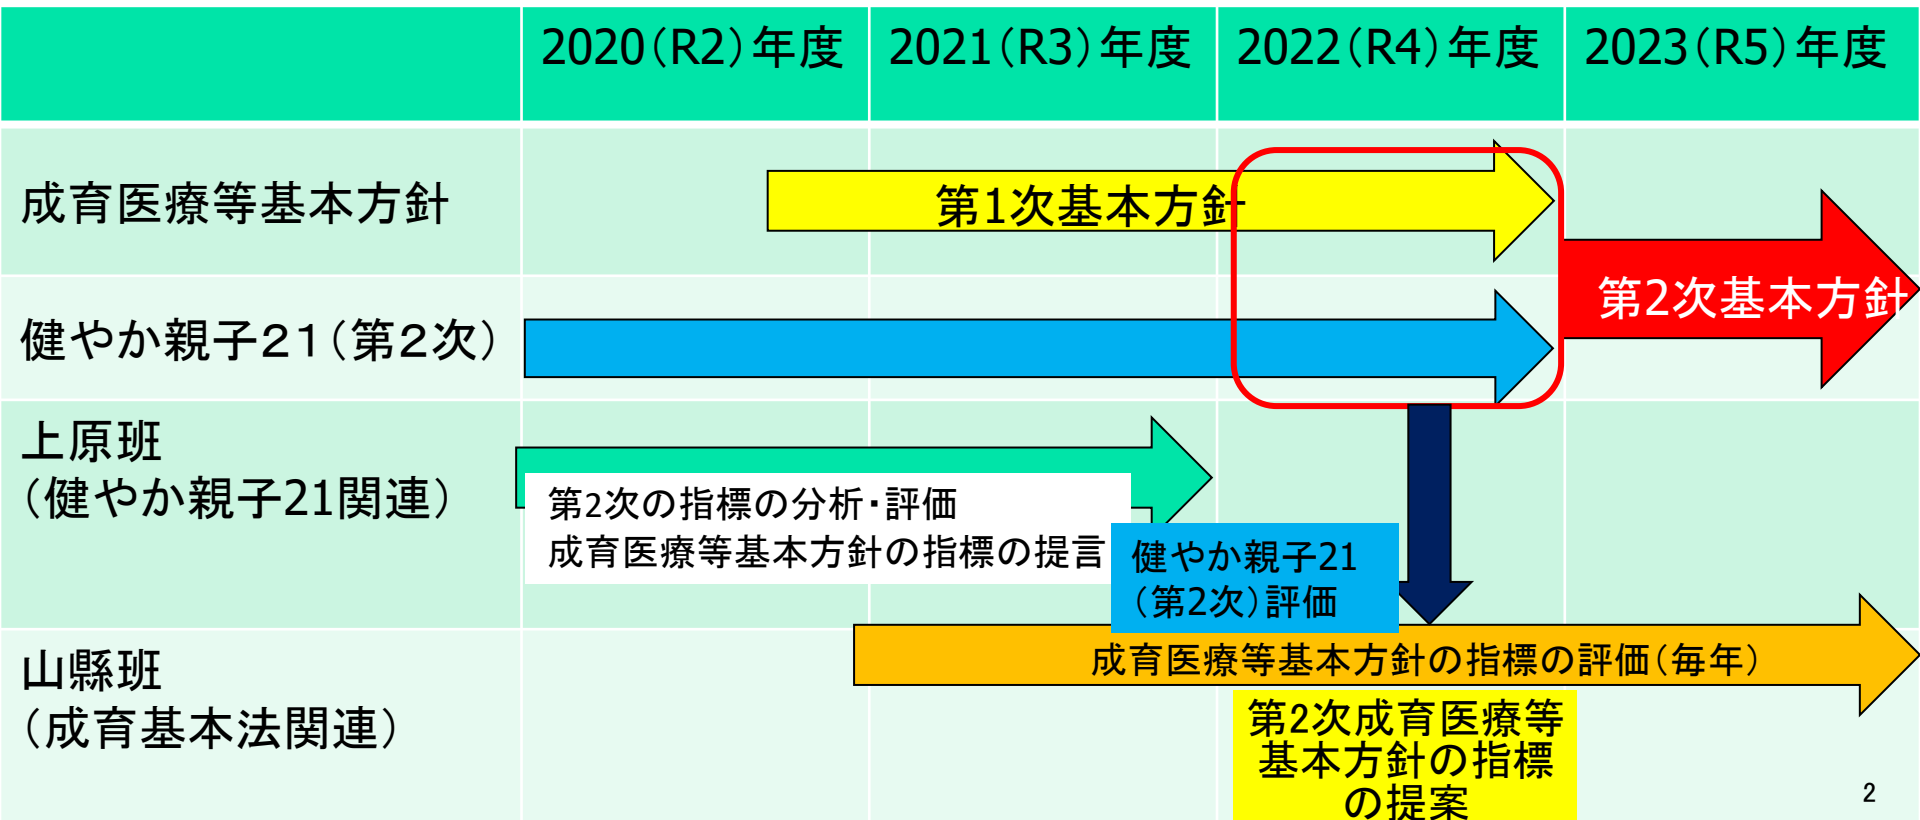 2020（R2）年度
2021（R3）年度
2022（R4）年度
2023（R5）年度
成育医療等基本方針
第1次基本方針
第2次基本方針
健やか親子２１（第２次）
上原班
（健やか親子21関連）
第2次の指標の分析・評価
成育医療等基本方針の指標の提言
健やか親子21
（第2次）評価
山縣班
（成育基本法関連）
成育医療等基本方針の指標の評価（毎年）
第2次成育医療等
基本方針の指標
の提案
2